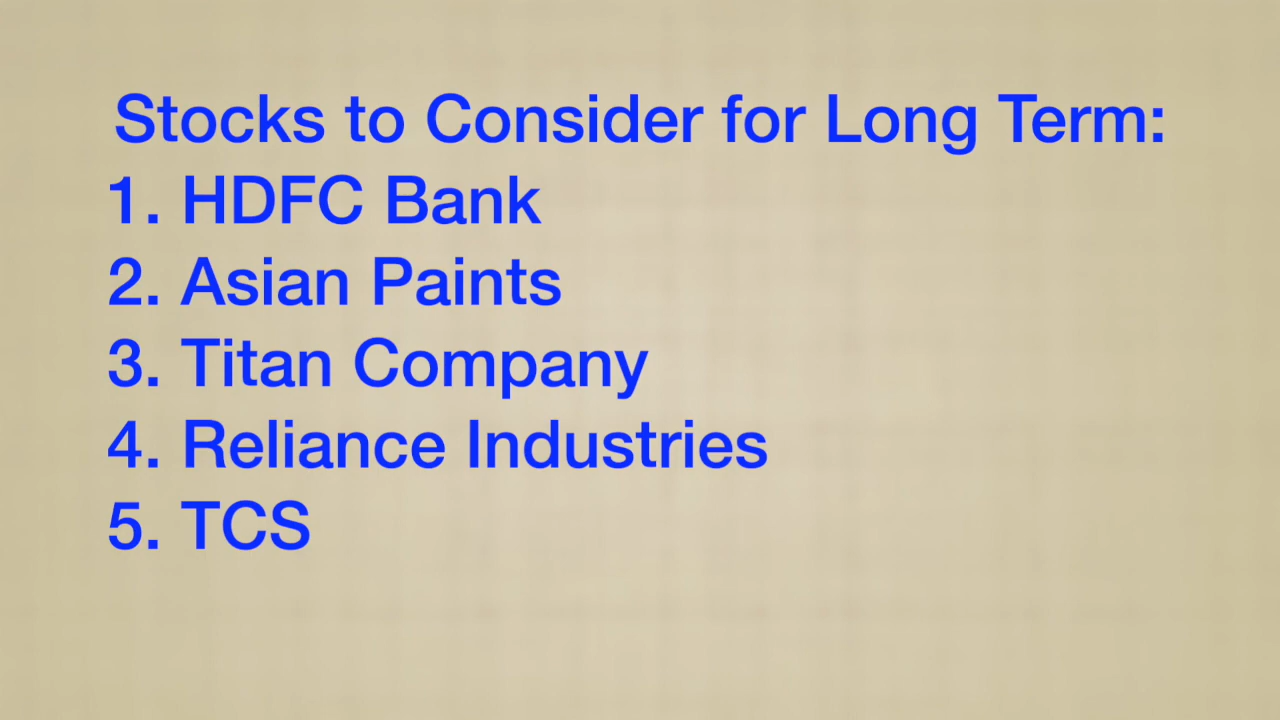 Stocks to Consider for Long Term:
1. HDFC Bank
2. Asian Paints
3. Titan Company
4. Reliance Industries
5. TCS